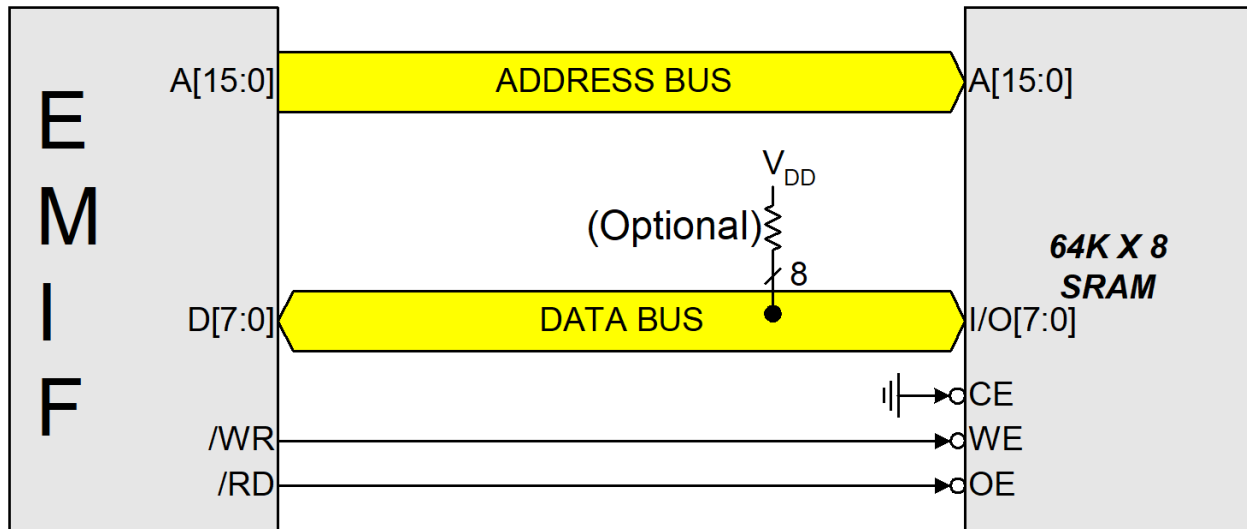 E
M
I
F
A[15:0]
ADDRESS BUS
A[15:0]
VDD
(Optional)
8
64K X 8
SRAM
D[7:0]
DATA BUS
I/O[7:0]
CE
/WR
WE
/RD
OE